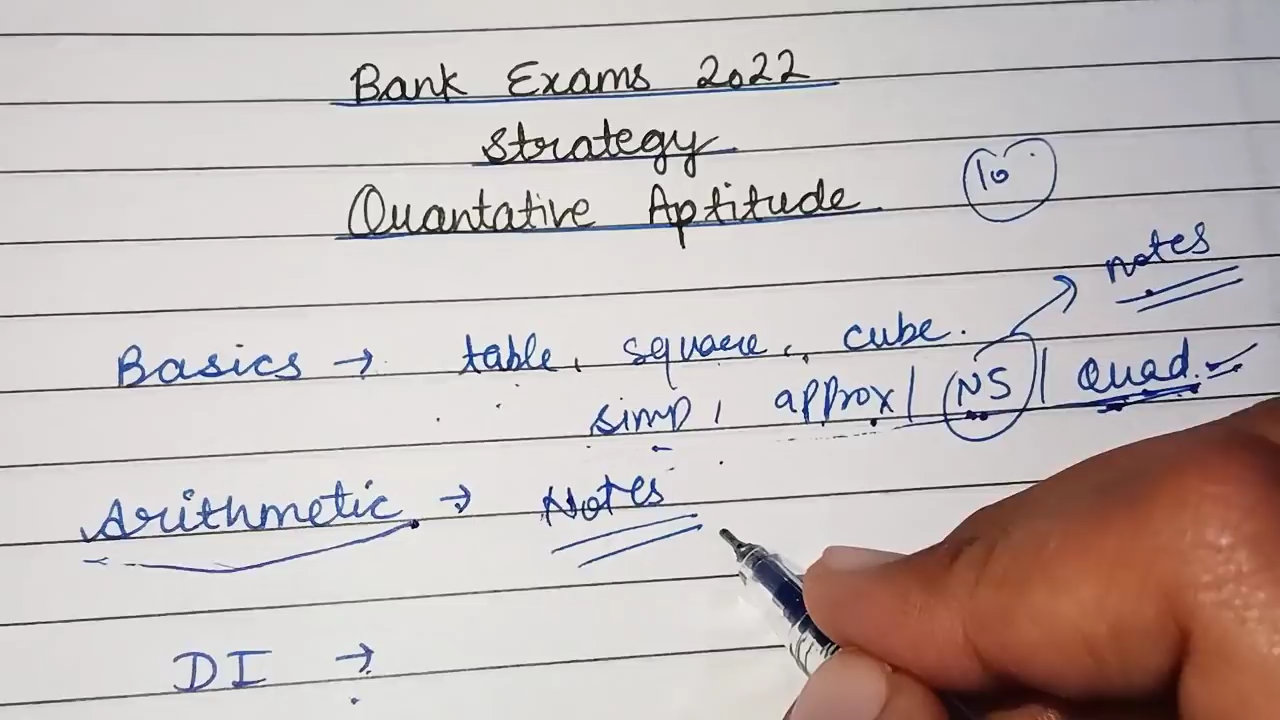 Bank Exams 2022
Strategy
Quantative Aptitude
10
notes
Basics → table, square, cube.
simp, approx | NS | Quad.
Arithmetic → Notes
DI →